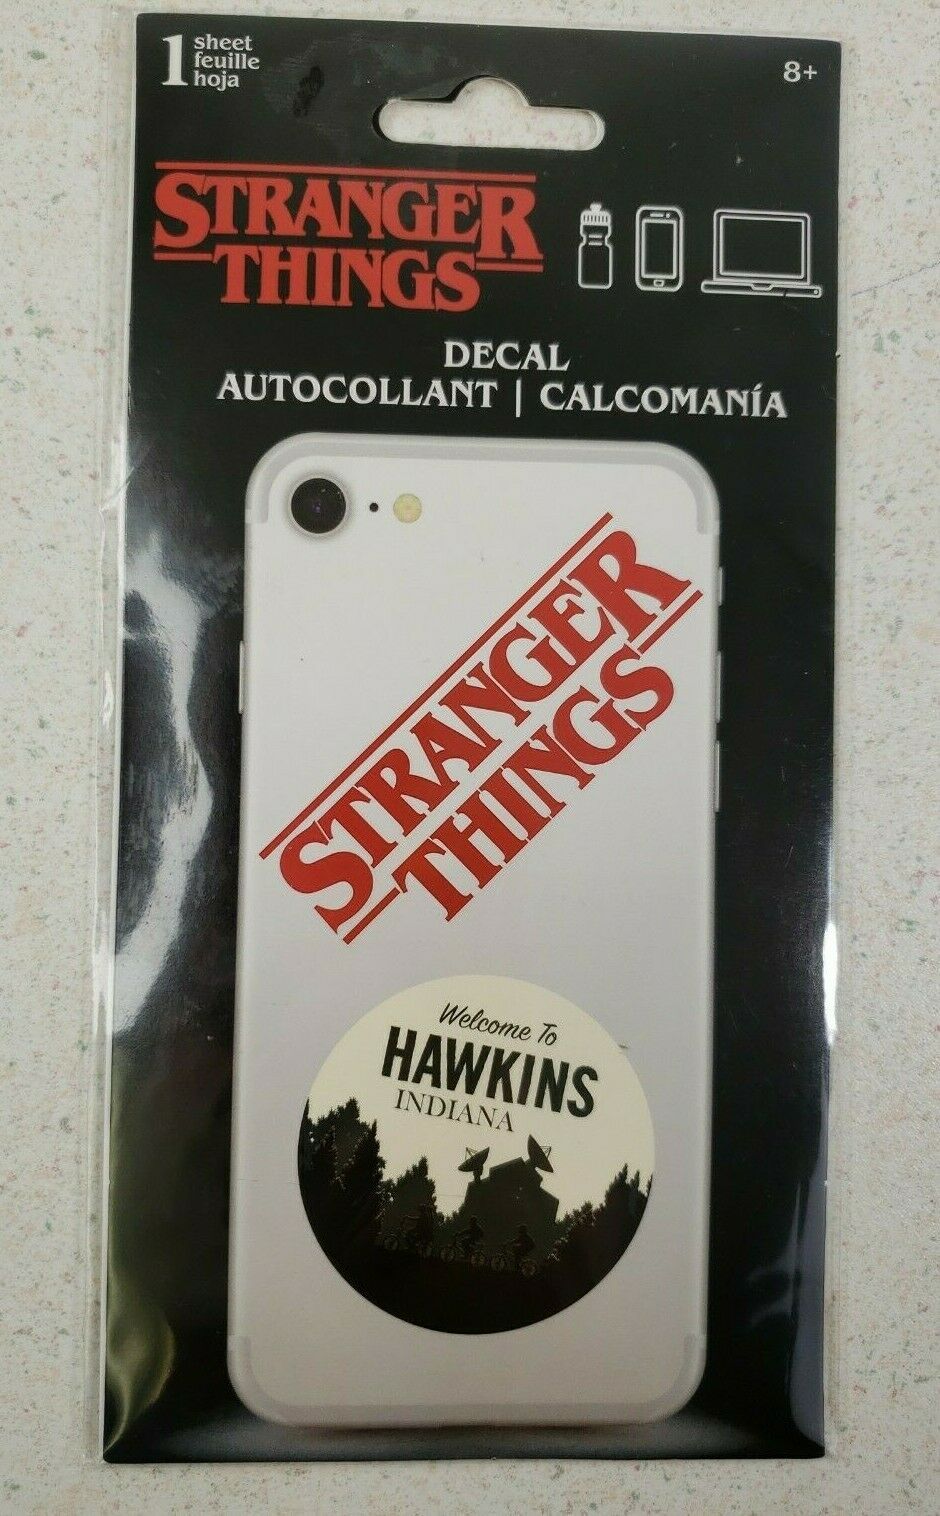 1 sheet
feuille
hoja
8+
STRANGER
THINGS
DECAL
AUTOCOLLANT | CALCOMANÍA
STRANGER
THINGS
Welcome To
HAWKINS
INDIANA